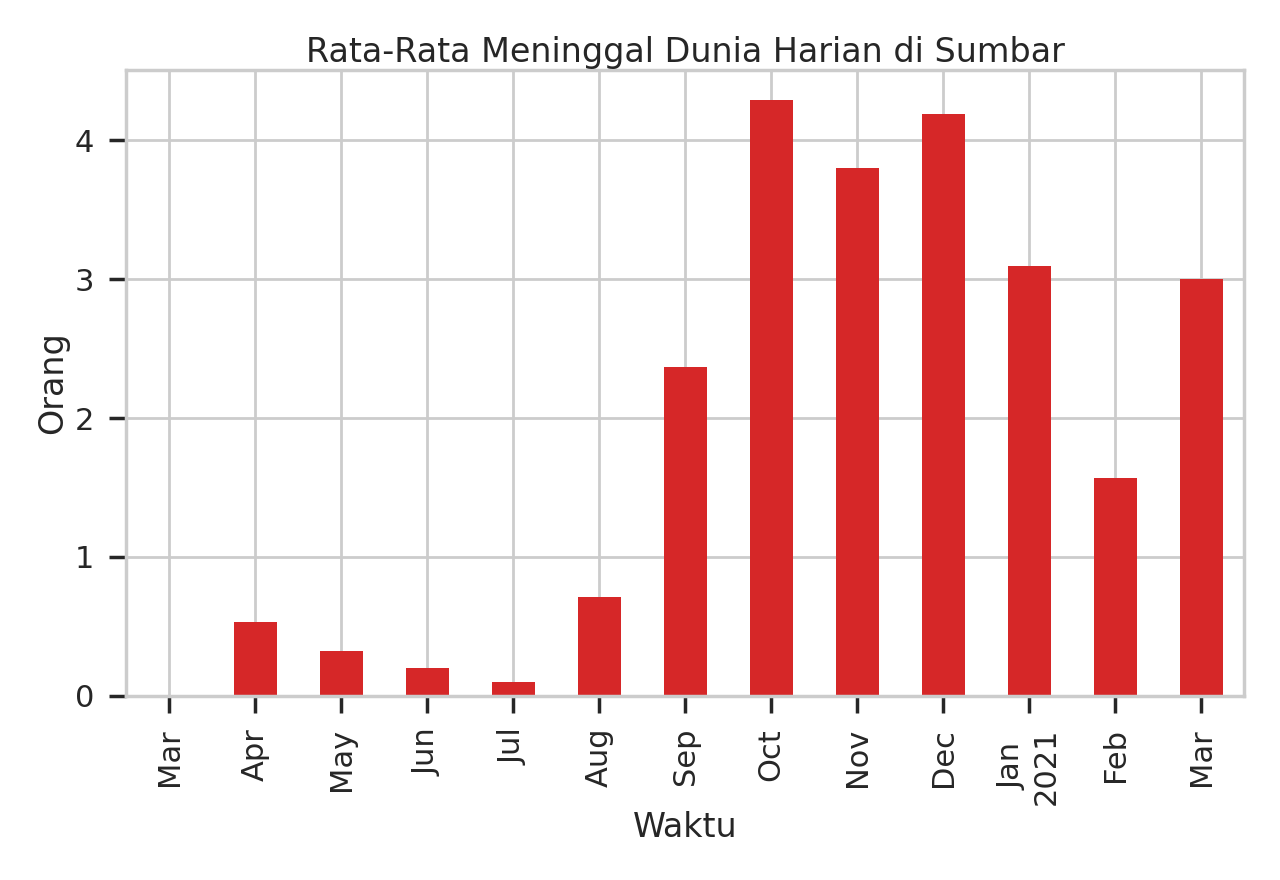 Rata-Rata Meninggal Dunia Harian di Sumbar
4
3
2
1
0
Orang
Mar
Apr
May
Jun
Jul
Aug
Sep
Oct
Nov
Dec
Jan
2021
Feb
Mar
Waktu